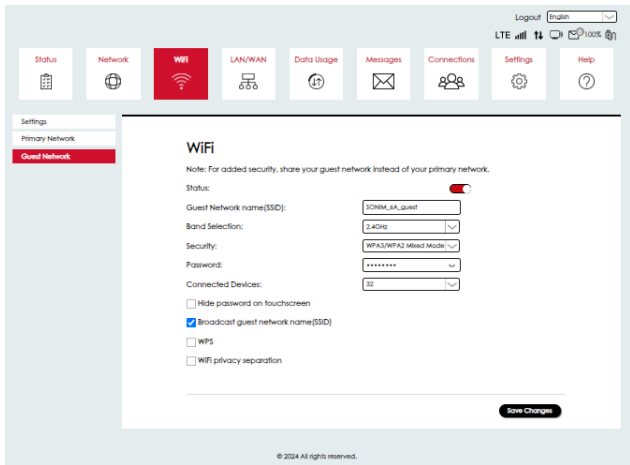 Logout English
LTE 100%
Status Network WiFi LAN/WAN Data Usage Messages Connections Settings Help
Settings
Primary Network
Guest Network
WiFi
Note: For added security, share your guest network instead of your primary network.
Status:
Guest Network name(SSID): SONIM_6A_guest
Band Selection: 2.4GHz
Security: WPA3/WPA2 Mixed Mode
Password: ••••••••
Connected Devices: 32
Hide password on touchscreen
Broadcast guest network name(SSID)
WPS
WiFi privacy separation
Save Changes
© 2024 All rights reserved.